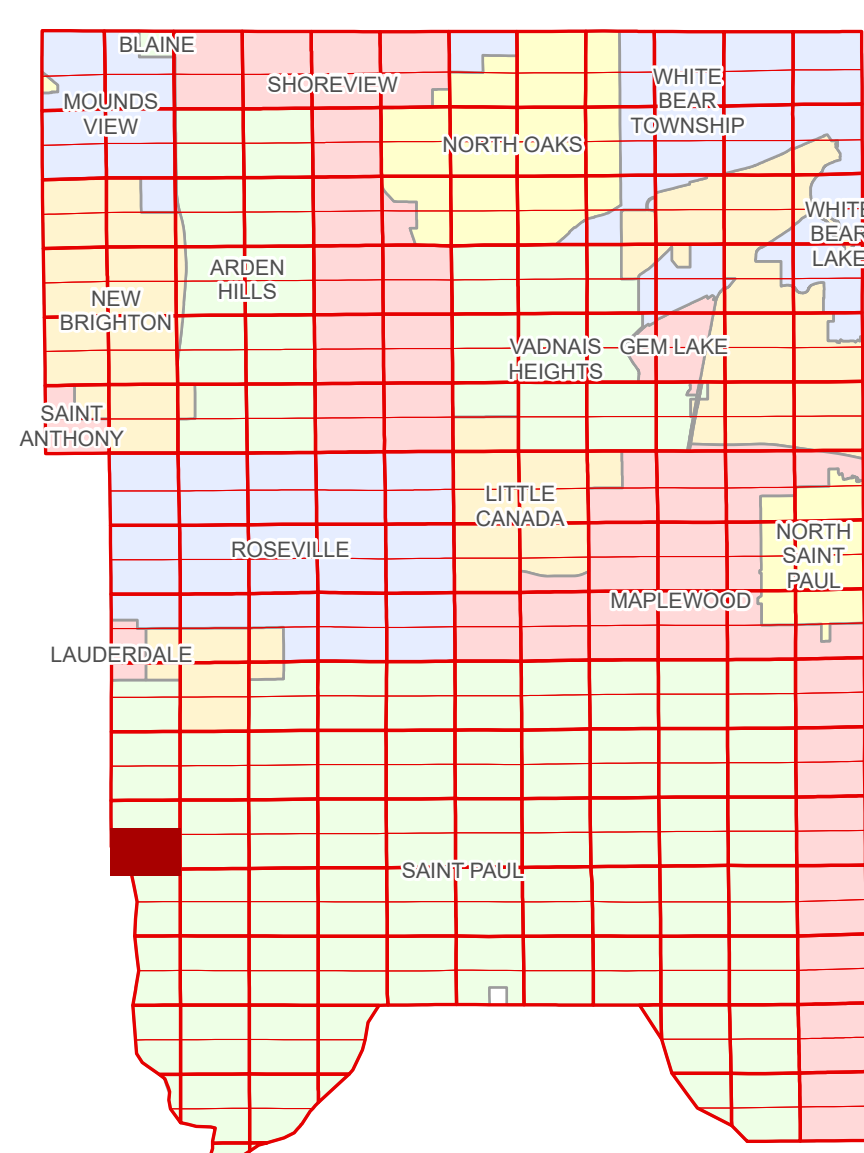 BLAINE
SHOREVIEW
WHITE
BEAR
TOWNSHIP
MOUNDS
VIEW
NORTH OAKS
WHITE
BEAR
LAKE
ARDEN
HILLS
NEW
BRIGHTON
VADNAIS
HEIGHTS
GEM LAKE
SAINT
ANTHONY
LITTLE
CANADA
NORTH
SAINT
PAUL
ROSEVILLE
MAPLEWOOD
LAUDERDALE
SAINT PAUL